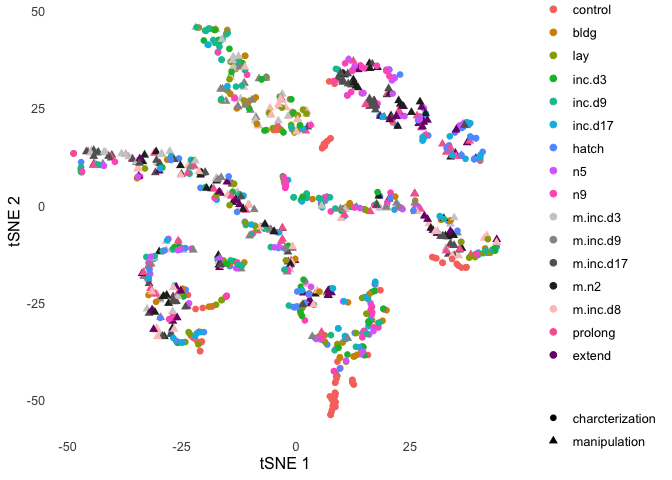 50
25
0
-25
-50
tSNE 2
-50
-25
0
25
tSNE 1
control
bldg
lay
inc.d3
inc.d9
inc.d17
hatch
n5
n9
m.inc.d3
m.inc.d9
m.inc.d17
m.n2
m.inc.d8
prolong
extend
charcterization
manipulation